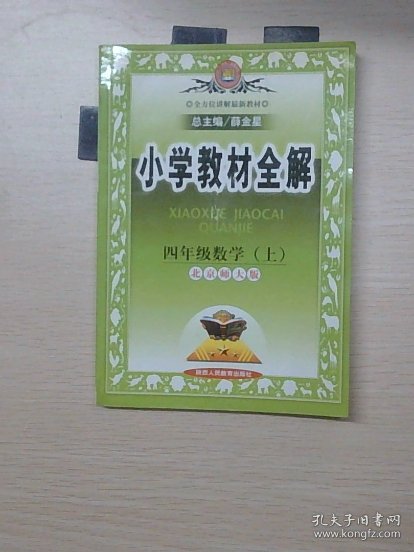 全方位讲解最新教材
总主编/薛金星
小学教材全解
XIAOXUE JIAOCAI
QUANJIE
四年级数学(上)
北京师大版
陕西人民教育出版社
孔夫子旧书网
kongfz.com